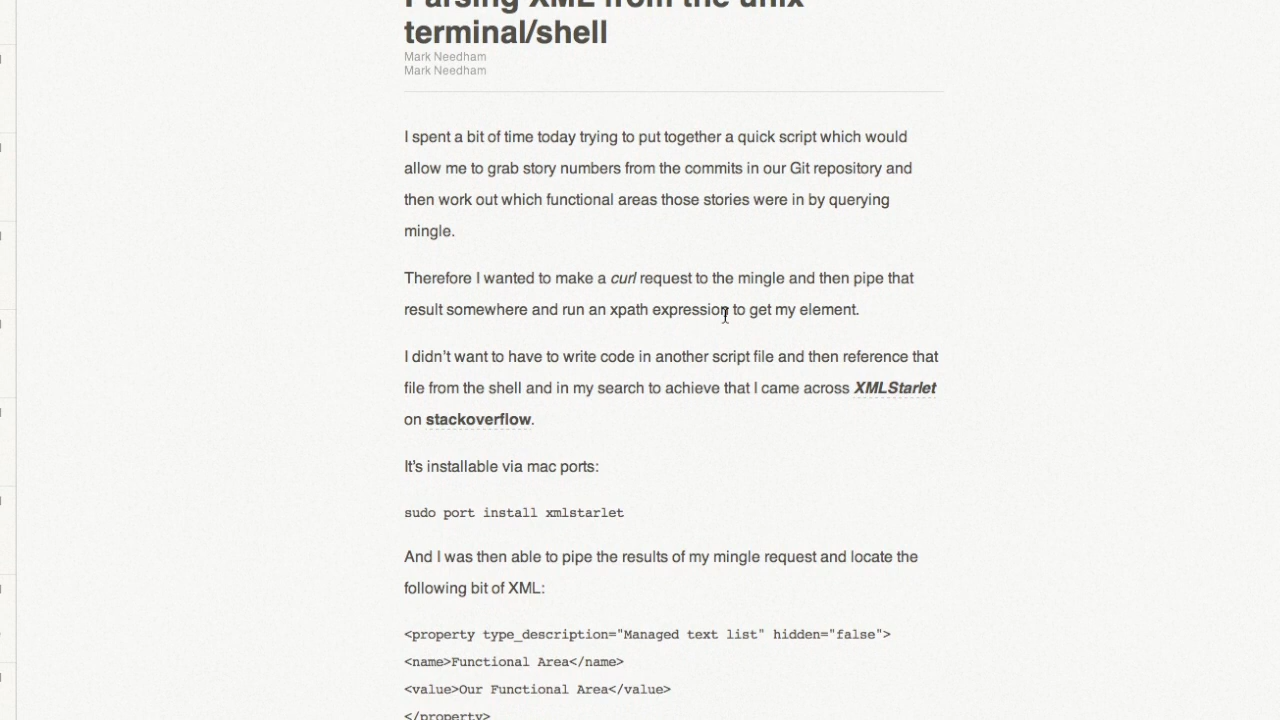 Parsing XML from the unix
terminal/shell
Mark Needham
Mark Needham
I spent a bit of time today trying to put together a quick script which would
allow me to grab story numbers from the commits in our Git repository and
then work out which functional areas those stories were in by querying
mingle.
Therefore I wanted to make a curl request to the mingle and then pipe that
result somewhere and run an xpath expression to get my element.
I didn’t want to have to write code in another script file and then reference that
file from the shell and in my search to achieve that I came across XMLStarlet
on stackoverflow.
It’s installable via mac ports:
sudo port install xmlstarlet
And I was then able to pipe the results of my mingle request and locate the
following bit of XML:
<property type_description="Managed text list" hidden="false">
<name>Functional Area</name>
<value>Our Functional Area</value>
</property>